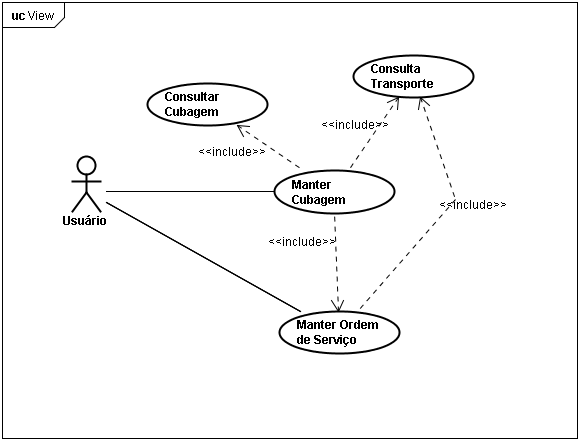 uc View
Consulta
Transporte
Consultar
Cubagem
<<include>>
<<include>>
Manter
Cubagem
<<include>>
Usuário
<<include>>
Manter Ordem
de Serviço